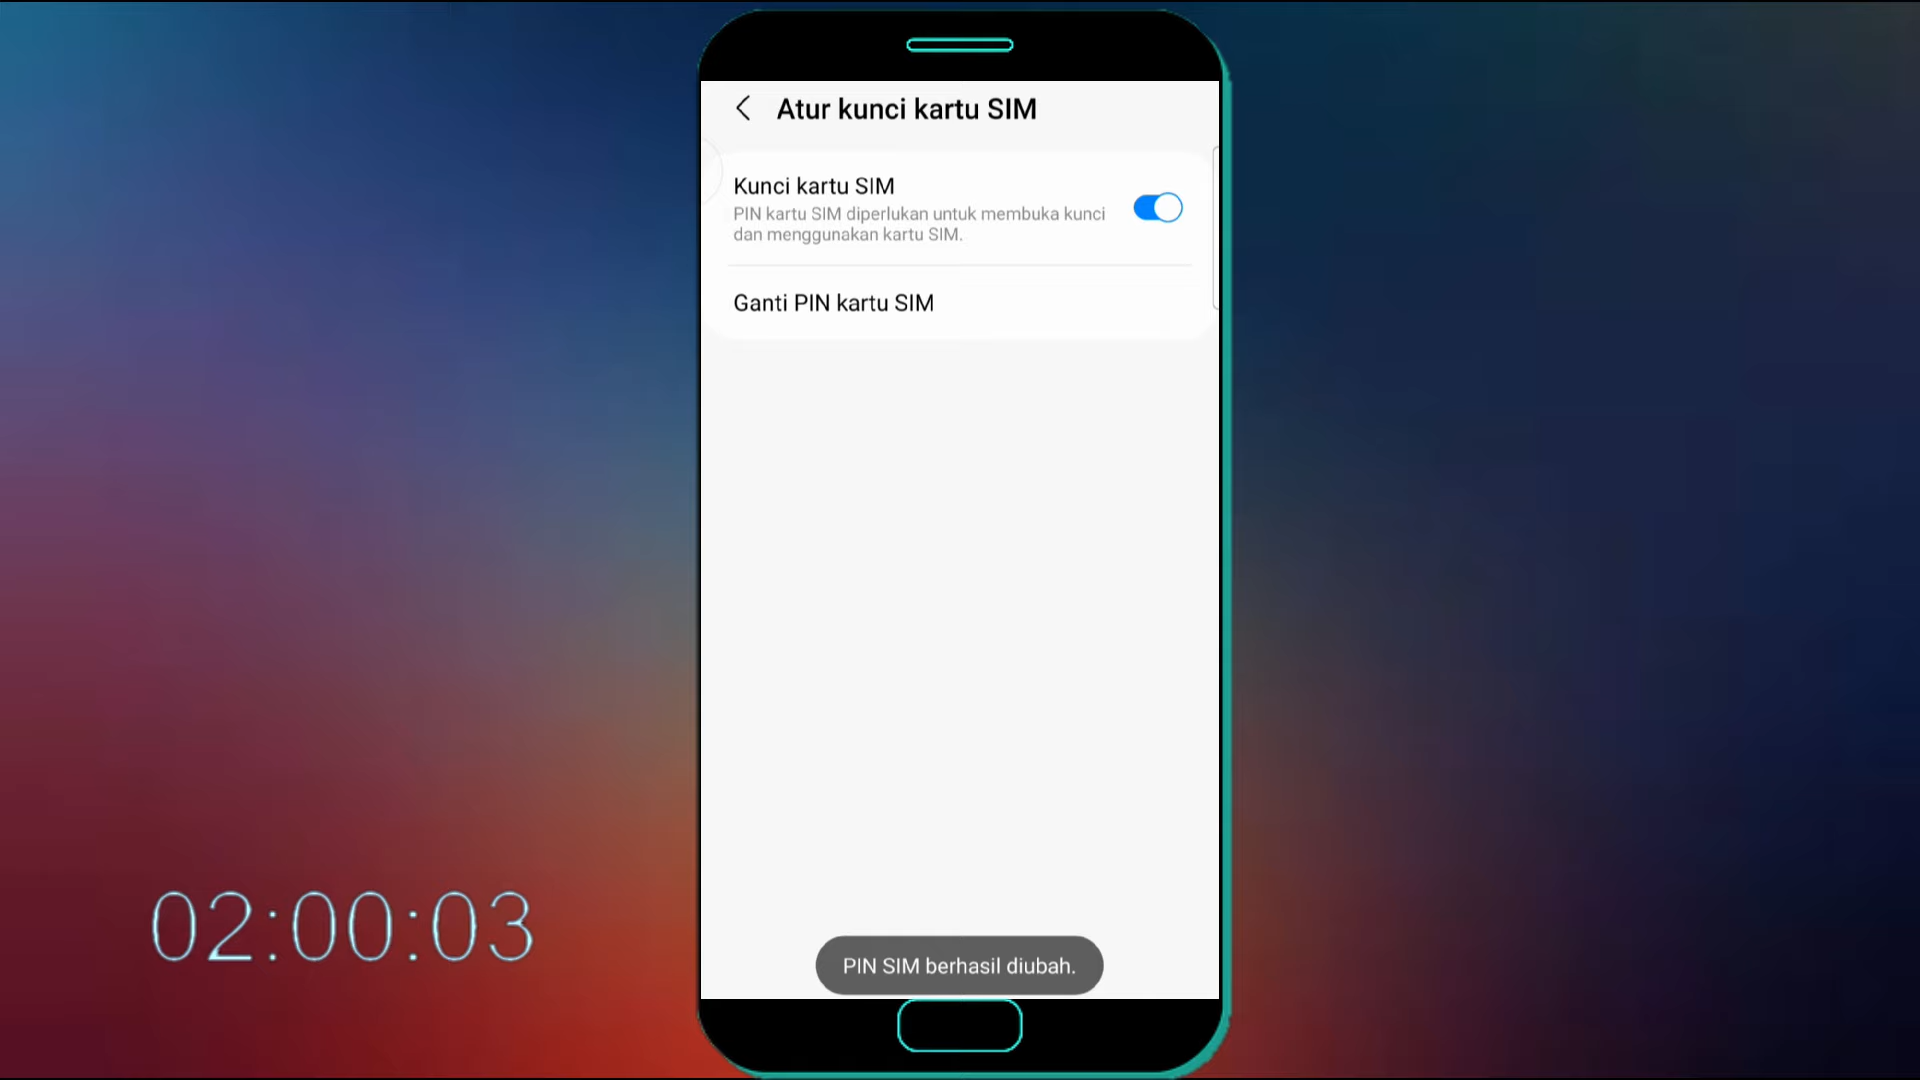 Atur kunci kartu SIM
Kunci kartu SIM
PIN kartu SIM diperlukan untuk membuka kunci
dan menggunakan kartu SIM.
Ganti PIN kartu SIM
02:00:03
PIN SIM berhasil diubah.